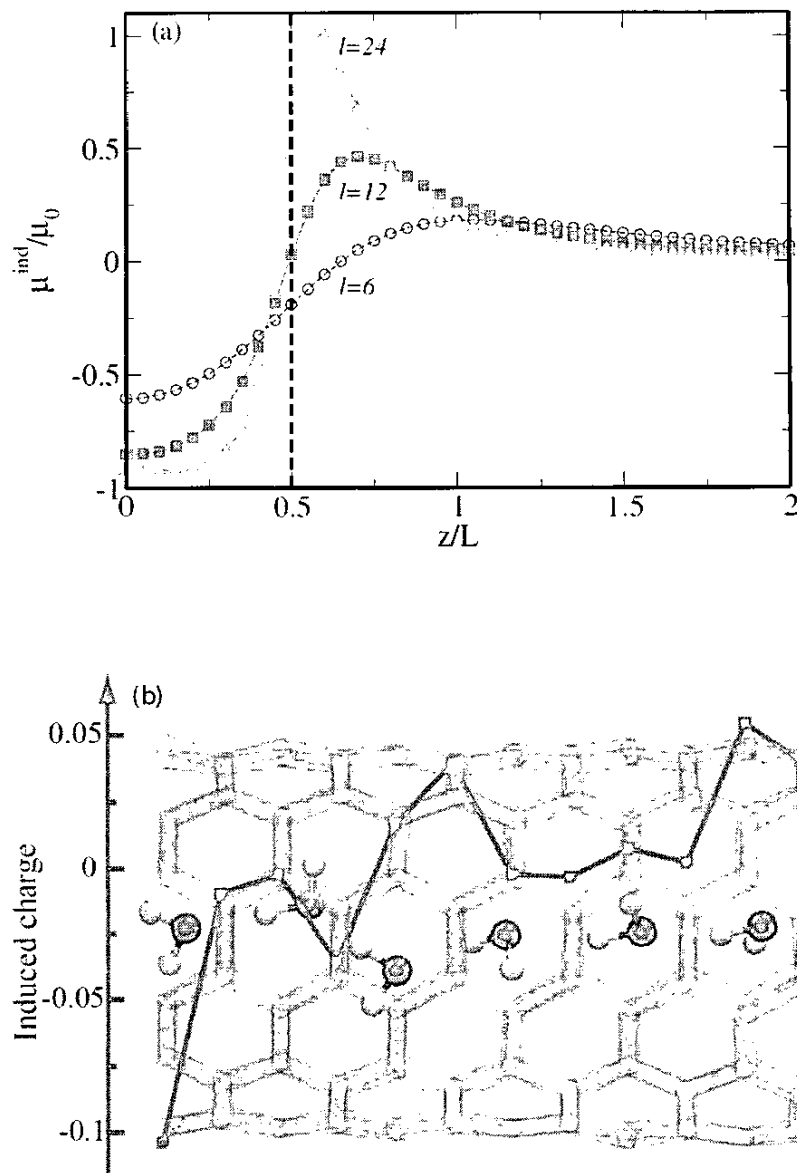 (a)
1
0.5
0
-0.5
-1
μ^ind/μ_0
l=24
l=12
l=6
0
0.5
1
1.5
2
z/L
(b)
0.05
0
-0.05
-0.1
Induced charge